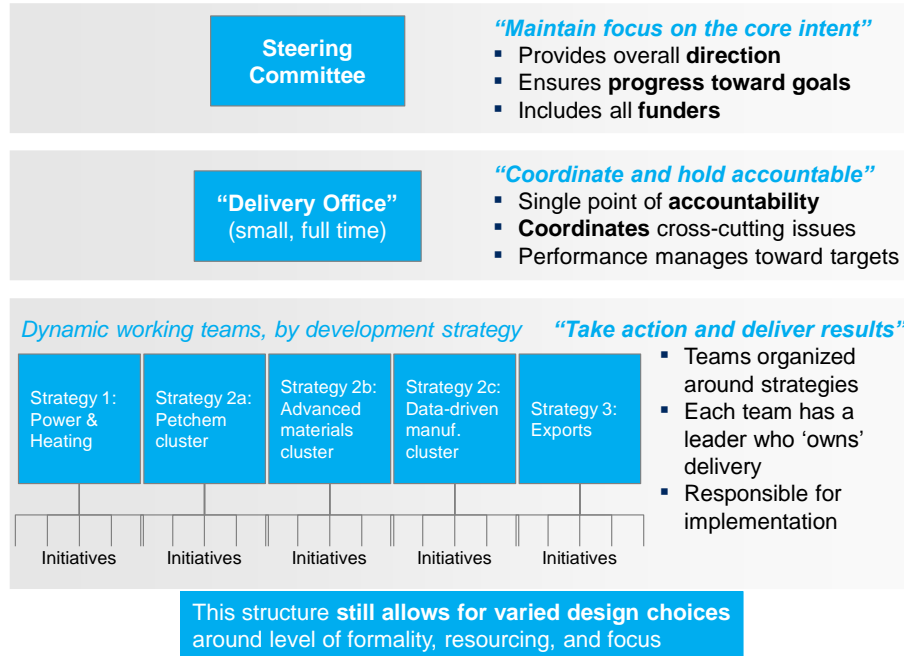 Steering
Committee
“Maintain focus on the core intent”
▪ Provides overall direction
▪ Ensures progress toward goals
▪ Includes all funders
“Delivery Office”
(small, full time)
“Coordinate and hold accountable”
▪ Single point of accountability
▪ Coordinates cross-cutting issues
▪ Performance manages toward targets
Dynamic working teams, by development strategy
“Take action and deliver results”
Strategy 1:
Power &
Heating
Strategy 2a:
Petchem
cluster
Strategy 2b:
Advanced
materials
cluster
Strategy 2c:
Data-driven
manuf.
cluster
Strategy 3:
Exports
▪ Teams organized
around strategies
▪ Each team has a
leader who ‘owns’
delivery
▪ Responsible for
implementation
Initiatives
Initiatives
Initiatives
Initiatives
Initiatives
This structure still allows for varied design choices
around level of formality, resourcing, and focus